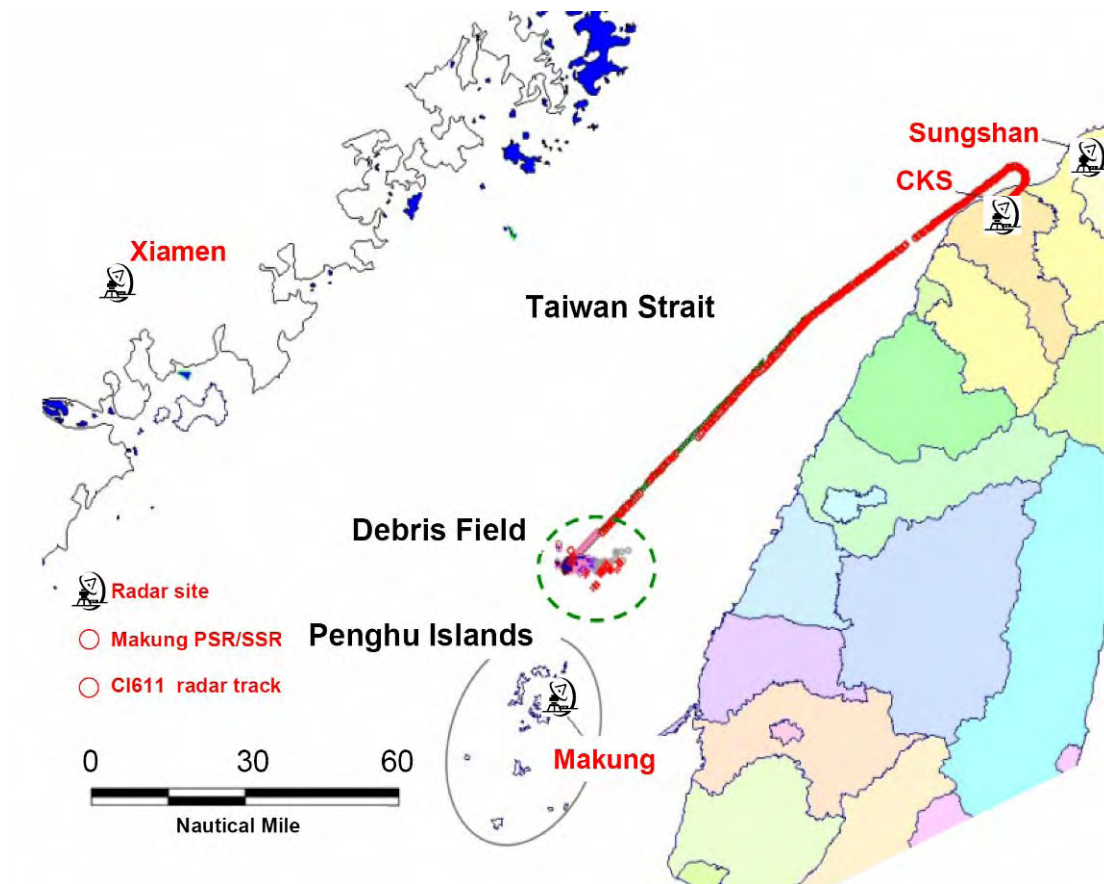 Sungshan
CKS
Xiamen
Taiwan Strait
Debris Field
Radar site
Penghu Islands
Makung PSR/SSR
CI611 radar track
Makung
0 30 60
Nautical Mile